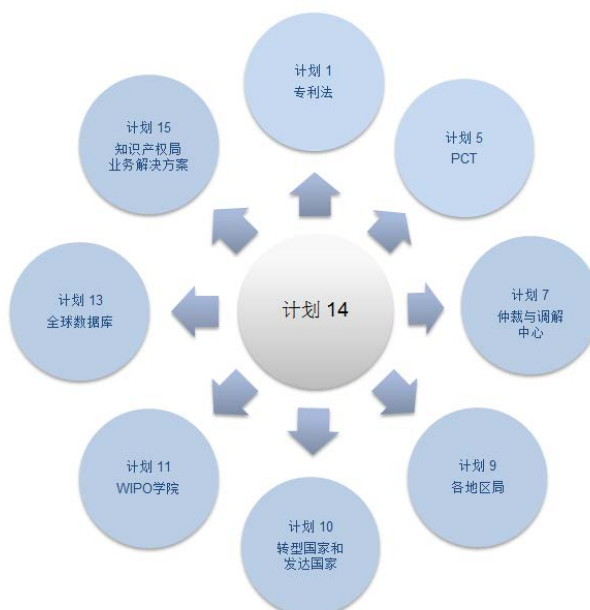 计划 1
专利法
计划 5
PCT
计划 7
仲裁与调解
中心
计划 9
各地区局
计划 10
转型国家和
发达国家
计划 11
WIPO学院
计划 13
全球数据库
计划 15
知识产权局
业务解决方案
计划 14